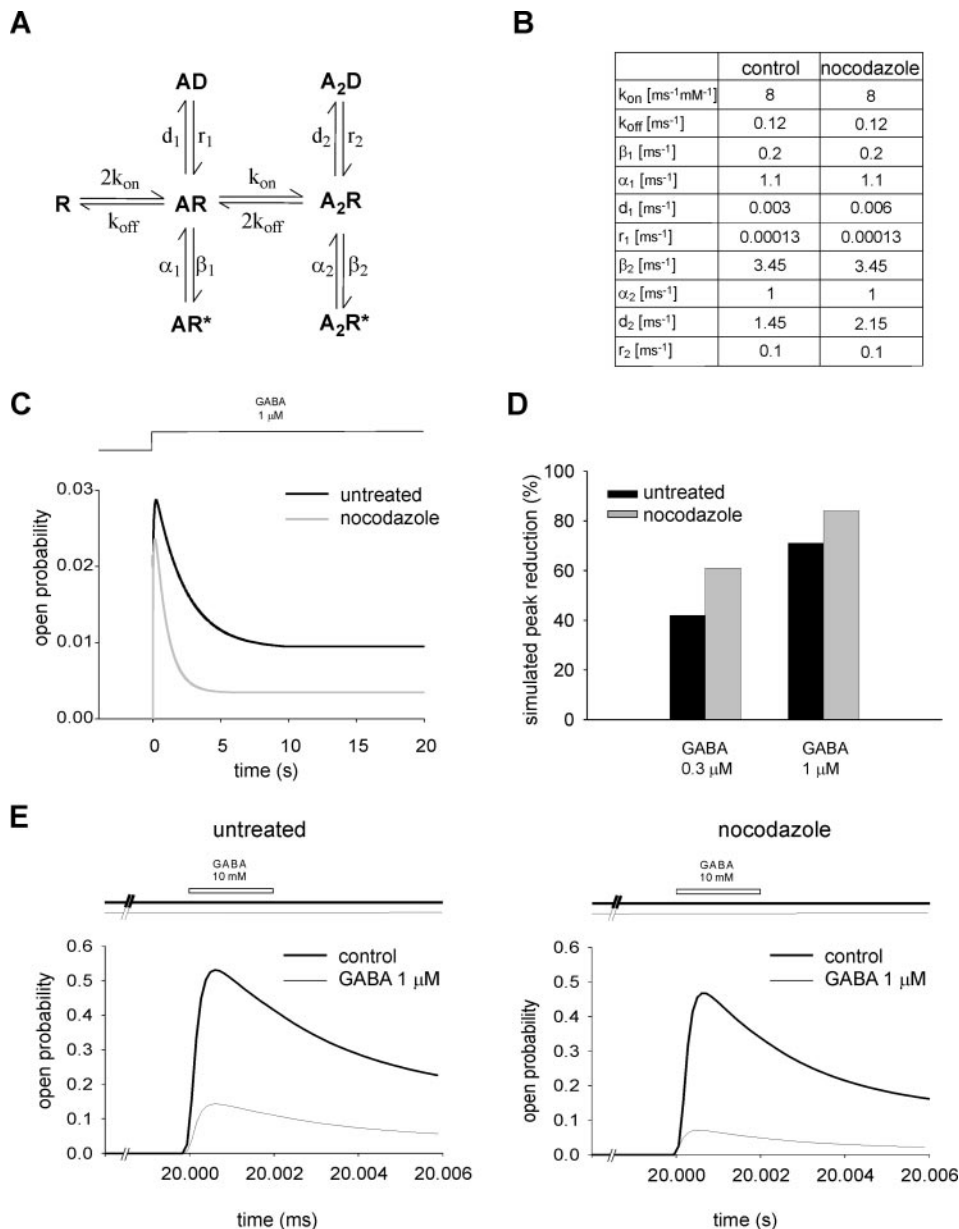 A
AD A₂D
d₁ r₁ d₂ r₂
2kon kon
R AR A₂R
koff 2koff
α₁ β₁ α₂ β₂
AR* A₂R*
B
control nocodazole
kon [ms⁻¹mM⁻¹] 8 8
koff [ms⁻¹] 0.12 0.12
β₁ [ms⁻¹] 0.2 0.2
α₁ [ms⁻¹] 1.1 1.1
d₁ [ms⁻¹] 0.003 0.006
r₁ [ms⁻¹] 0.00013 0.00013
β₂ [ms⁻¹] 3.45 3.45
α₂ [ms⁻¹] 1 1
d₂ [ms⁻¹] 1.45 2.15
r₂ [ms⁻¹] 0.1 0.1
C
GABA
1 μM
0.03
0.02
0.01
0.00
open probability
untreated
nocodazole
0 5 10 15 20
time (s)
D
100
80
60
40
20
0
simulated peak reduction (%)
untreated
nocodazole
GABA GABA
0.3 μM 1 μM
E
untreated
GABA
10 mM
0.6
0.5
0.4
0.3
0.2
0.1
0.0
open probability
control
GABA 1 μM
20.000 20.002 20.004 20.006
time (ms)
nocodazole
GABA
10 mM
0.6
0.5
0.4
0.3
0.2
0.1
0.0
open probability
control
GABA 1 μM
20.000 20.002 20.004 20.006
time (s)